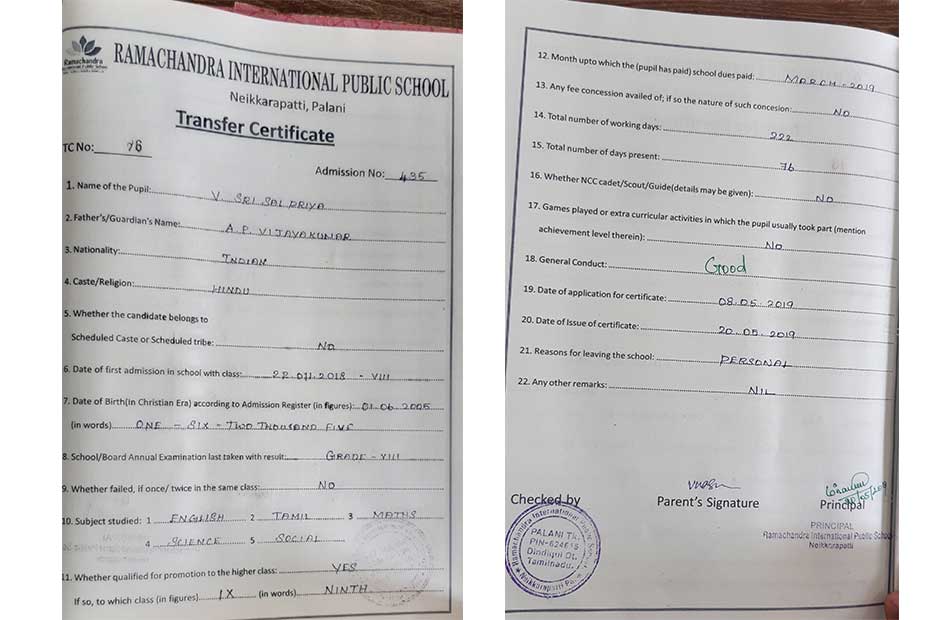 Ramachandra
RAMACHANDRA INTERNATIONAL PUBLIC SCHOOL
Neikkarapatti, Palani
Transfer Certificate
TC No: 76
Admission No: 435
1. Name of the Pupil: V. SRI SAI PRIYA
2. Father's/Guardian's Name: A.P. VIJAYAKUMAR
3. Nationality: INDIAN
4. Caste/Religion: HINDU
5. Whether the candidate belongs to
Scheduled Caste or Scheduled tribe: NO
6. Date of first admission in school with class: 22.011.2018 - VIII
7. Date of Birth(In Christian Era) according to Admission Register (in figures): 01.06.2005
(in words) ONE - SIX - TWO THOUSAND FIVE
8. School/Board Annual Examination last taken with result: GRADE - VIII
9. Whether failed, if once/ twice in the same class: NO
10. Subject studied: 1 ENGLISH 2 TAMIL 3 MATHS
4 SCIENCE 5 SOCIAL
11. Whether qualified for promotion to the higher class: YES
If so, to which class (in figures) IX (in words) NINTH
12. Month upto which the (pupil has paid) school dues paid: MARCH - 2019
13. Any fee concession availed of; if so the nature of such concesion: NO
14. Total number of working days: 222
15. Total number of days present: 76
16. Whether NCC cadet/Scout/Guide(details may be given): NO
17. Games played or extra curricular activities in which the pupil usually took part (mention
achievement level therein): NO
18. General Conduct: Good
19. Date of application for certificate: 08.05.2019
20. Date of Issue of certificate: 20.05.2019
21. Reasons for leaving the school: PERSONAL
22. Any other remarks: NIL
Checked by Parent's Signature Principal
Ramachandra International Public School
PALANI TK.
Dindigul Dt.
Tamilnadu.
PRINCIPAL
Ramachandra International Public School
Neikkarapatti